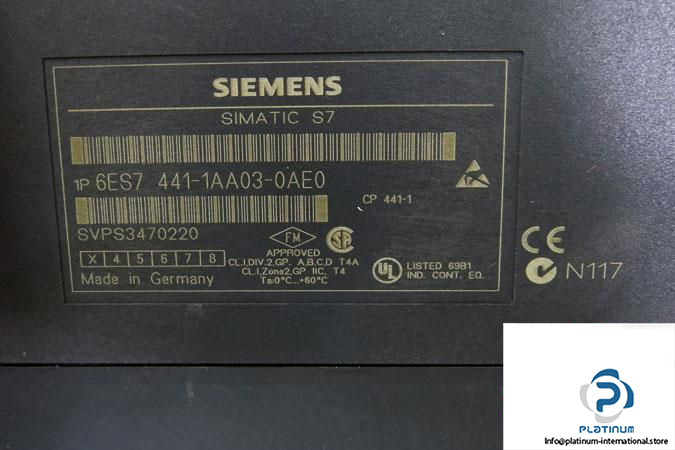 SIEMENS
SIMATIC S7
1P 6ES7 441-1AA03-0AE0
CP 441-1
SVPS3470220
X 4 5 6 7 8
Made in Germany
FM
APPROVED
CL.I,DIV.2,GP. A,B,C,D T4A
CL.I,Zons2,GP IIC, T4
Ta:0°C...+60°C
UL
LISTED 69B1
IND. CONT. EQ.
CE
N117
PLATINUM
Info@platinum-international.store